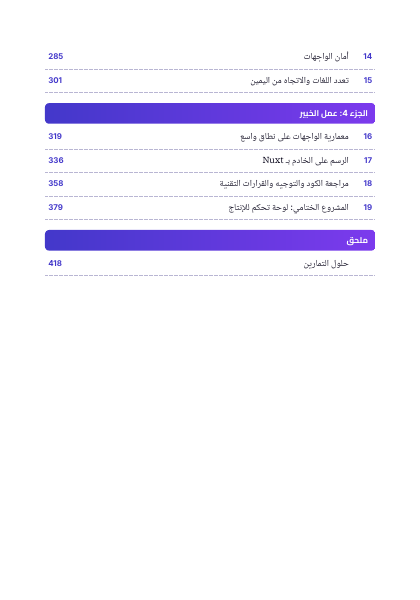 14 أمان الواجهات 285
15 تعدد اللغات والاتجاه من اليمين 301
الجزء 4: عمل الخبير
16 معمارية الواجهات على نطاق واسع 319
17 الرسم على الخادم بـ Nuxt 336
18 مراجعة الكود والتوجيه والقرارات التقنية 358
19 المشروع الختامي: لوحة تحكم للإنتاج 379
ملحق
حلول التمارين 418